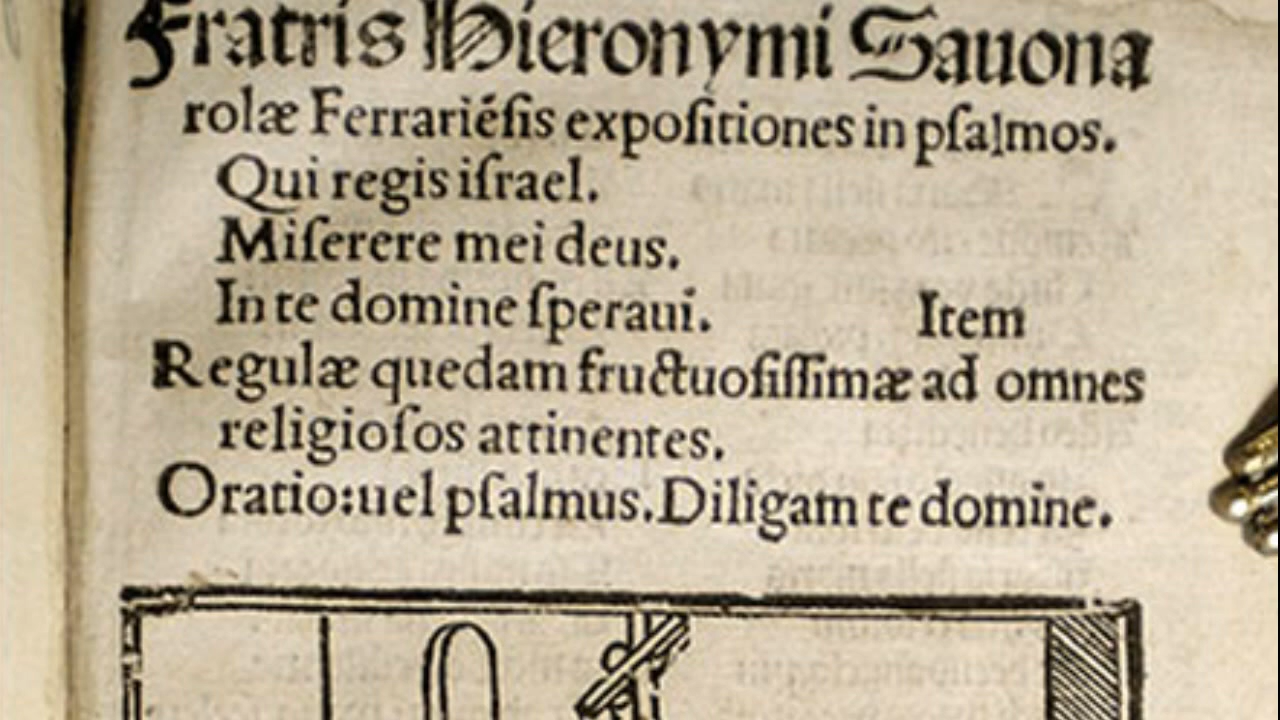 Fratris Hieronymi Sauona
rolæ Ferrariēſis expoſitiones in pſalmos.
Qui regis iſrael.
Miſerere mei deus.
In te domine ſperaui. Item
Regulæ quedam fructuoſiſſimæ ad omnes
religioſos attinentes.
Oratio:uel pſalmus.Diligam te domine.